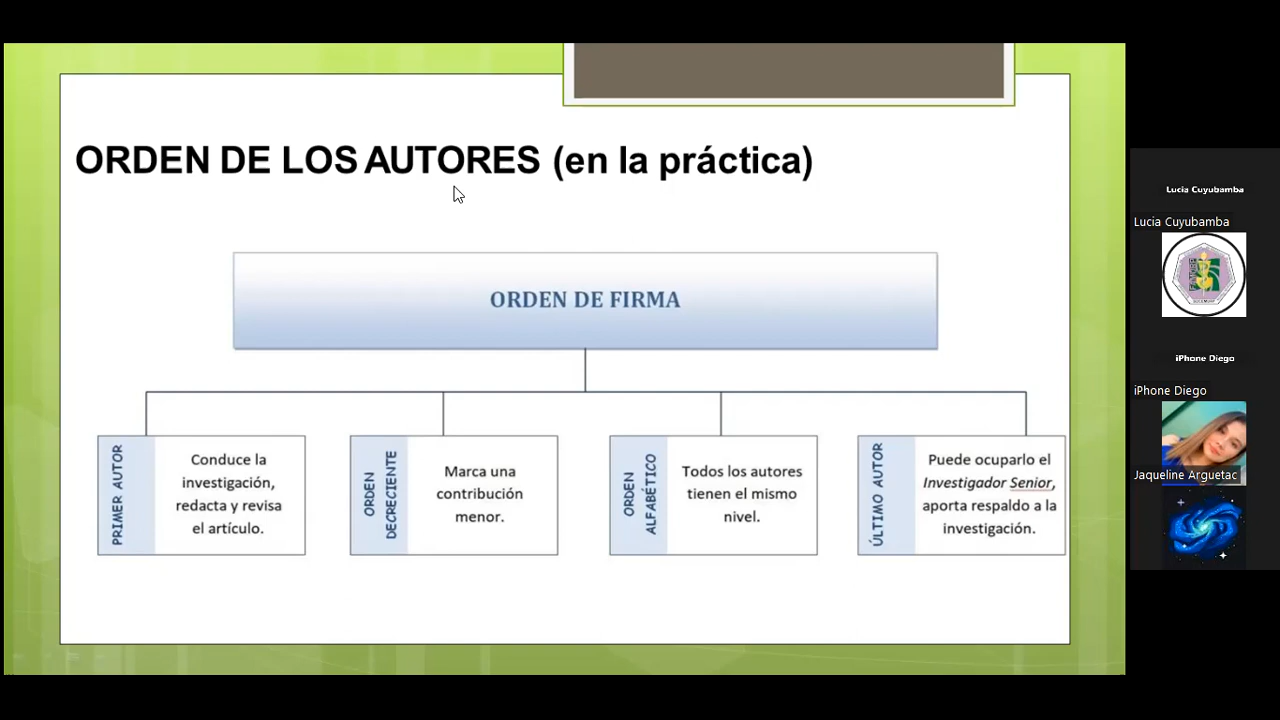 ORDEN DE LOS AUTORES (en la práctica)
ORDEN DE FIRMA
PRIMER AUTOR
Conduce la
investigación,
redacta y revisa
el artículo.
ORDEN
DECRECIENTE
Marca una
contribución
menor.
ORDEN
ALFABÉTICO
Todos los autores
tienen el mismo
nivel.
ÚLTIMO AUTOR
Puede ocuparlo el
Investigador Senior,
aporta respaldo a la
investigación.
Lucia Cuyubamba
Lucia Cuyubamba
iPhone Diego
iPhone Diego
Jaqueline Arguetac